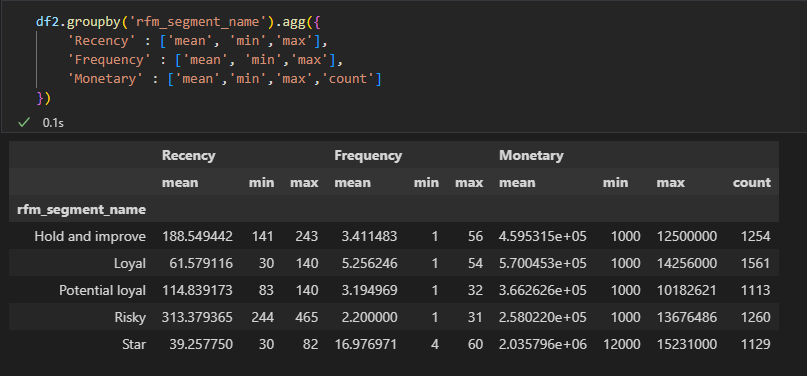 df2.groupby('rfm_segment_name').agg({
'Recency' : ['mean', 'min','max'],
'Frequency' : ['mean', 'min','max'],
'Monetary' : ['mean','min','max','count']
})
0.1s
Recency Frequency Monetary
mean min max mean min max mean min max count
rfm_segment_name
Hold and improve 188.549442 141 243 3.411483 1 56 4.595315e+05 1000 12500000 1254
Loyal 61.579116 30 140 5.256246 1 54 5.700453e+05 1000 14256000 1561
Potential loyal 114.839173 83 140 3.194969 1 32 3.662626e+05 1000 10182621 1113
Risky 313.379365 244 465 2.200000 1 31 2.580220e+05 1000 13676486 1260
Star 39.257750 30 82 16.976971 4 60 2.035796e+06 12000 15231000 1129